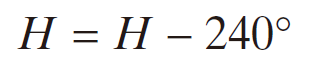 H = H − 240°